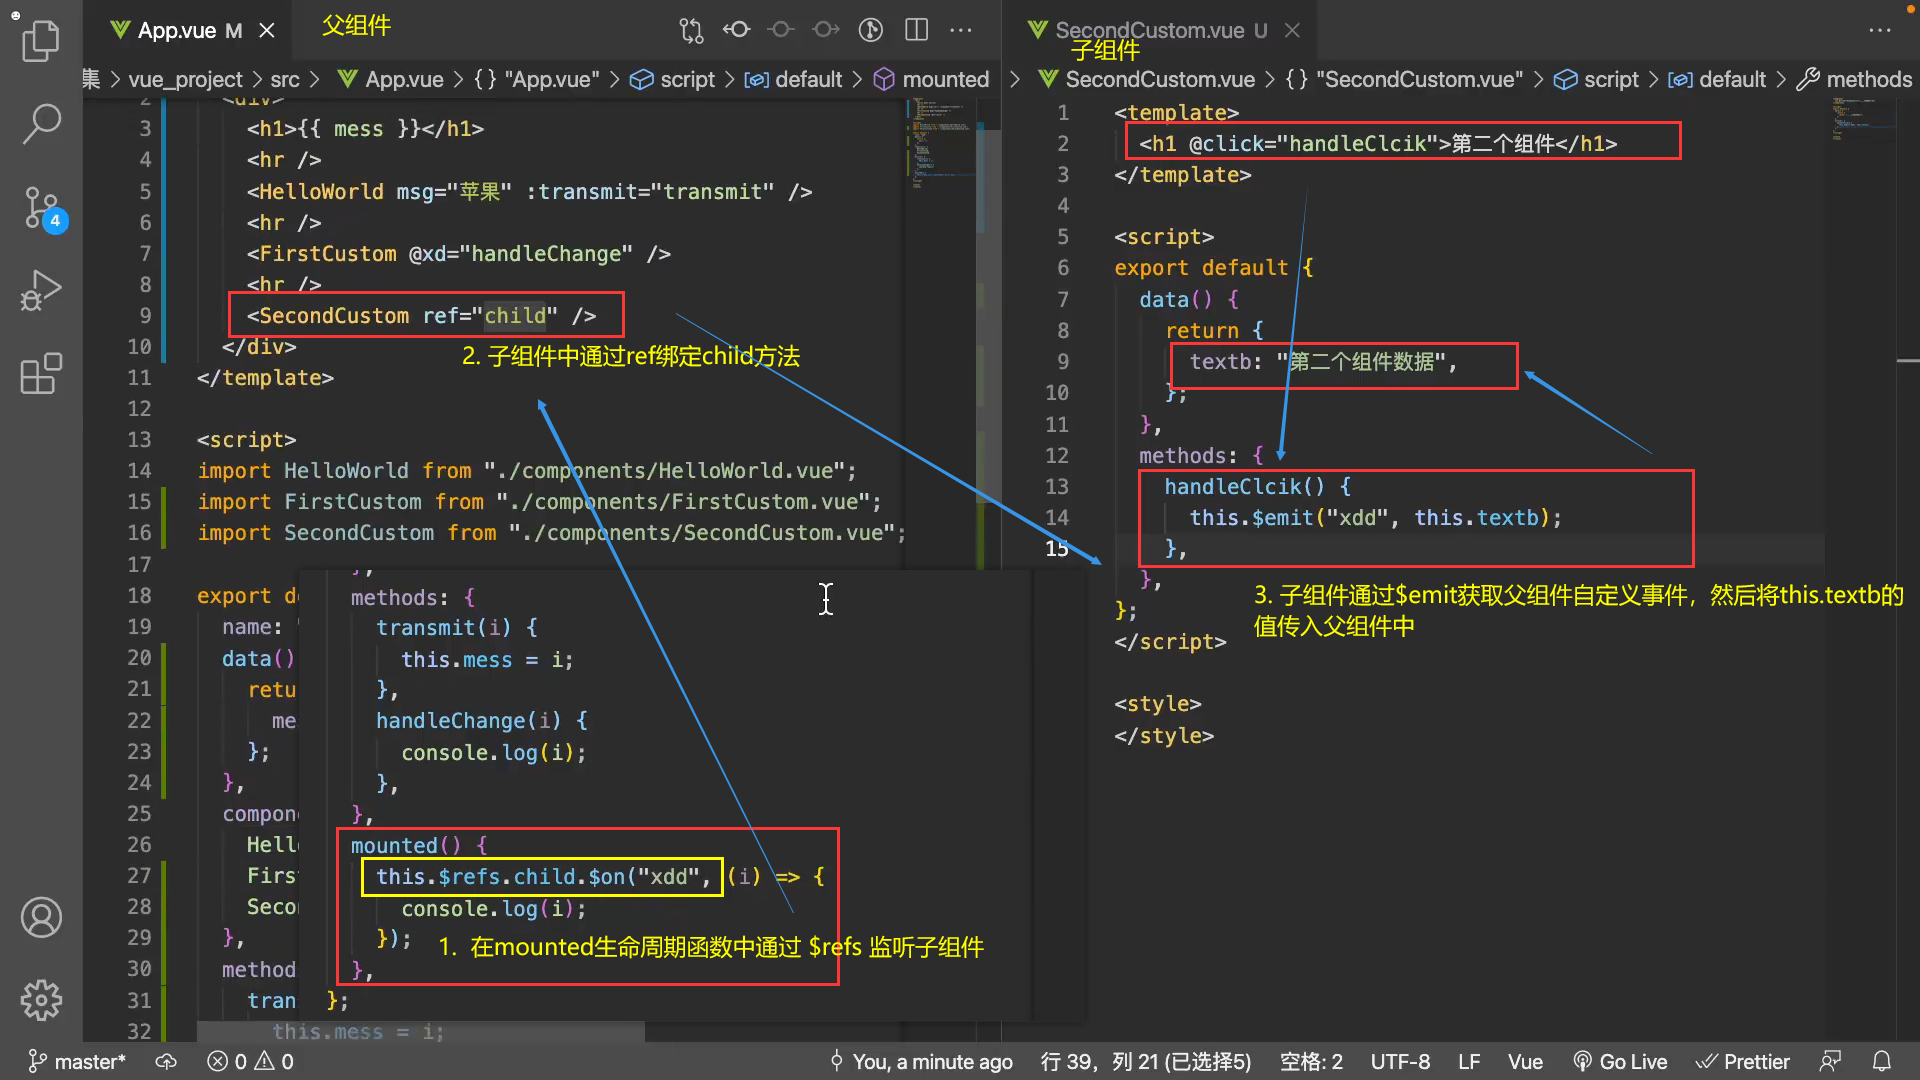 App.vue M
父组件
SecondCustom.vue U
子组件
集 > vue_project > src > App.vue > {} "App.vue" > script > default > mounted
> SecondCustom.vue > {} "SecondCustom.vue" > script > default > methods
2 <div>
3 <h1>{{ mess }}</h1>
4 <hr />
5 <HelloWorld msg="苹果" :transmit="transmit" />
6 <hr />
7 <FirstCustom @xd="handleChange" />
8 <hr />
9 <SecondCustom ref="child" />
10 </div>
2. 子组件中通过ref绑定child方法
11 </template>
12
13 <script>
14 import HelloWorld from "./components/HelloWorld.vue";
15 import FirstCustom from "./components/FirstCustom.vue";
16 import SecondCustom from "./components/SecondCustom.vue";
17
18 export de
19 name: "
20 data()
21 retu
22 me
23 };
24 },
25 compon
26 Hell
27 Firs
28 Seco
29 },
30 method
31 tran
32 this.mess = i;
},
methods: {
transmit(i) {
this.mess = i;
},
handleChange(i) {
console.log(i);
},
},
mounted() {
this.$refs.child.$on("xdd", (i) => {
console.log(i);
});
1. 在mounted生命周期函数中通过 $refs 监听子组件
},
};
1 <template>
2 <h1 @click="handleClcik">第二个组件</h1>
3 </template>
4
5 <script>
6 export default {
7 data() {
8 return {
9 textb: "第二个组件数据",
10 };
11 },
12 methods: {
13 handleClcik() {
14 this.$emit("xdd", this.textb);
15 },
},
};
</script>
3. 子组件通过$emit获取父组件自定义事件，然后将this.textb的
值传入父组件中
<style>
</style>
4
master*
0 0
You, a minute ago
行 39，列 21 (已选择5)
空格: 2
UTF-8
LF
Vue
Go Live
Prettier